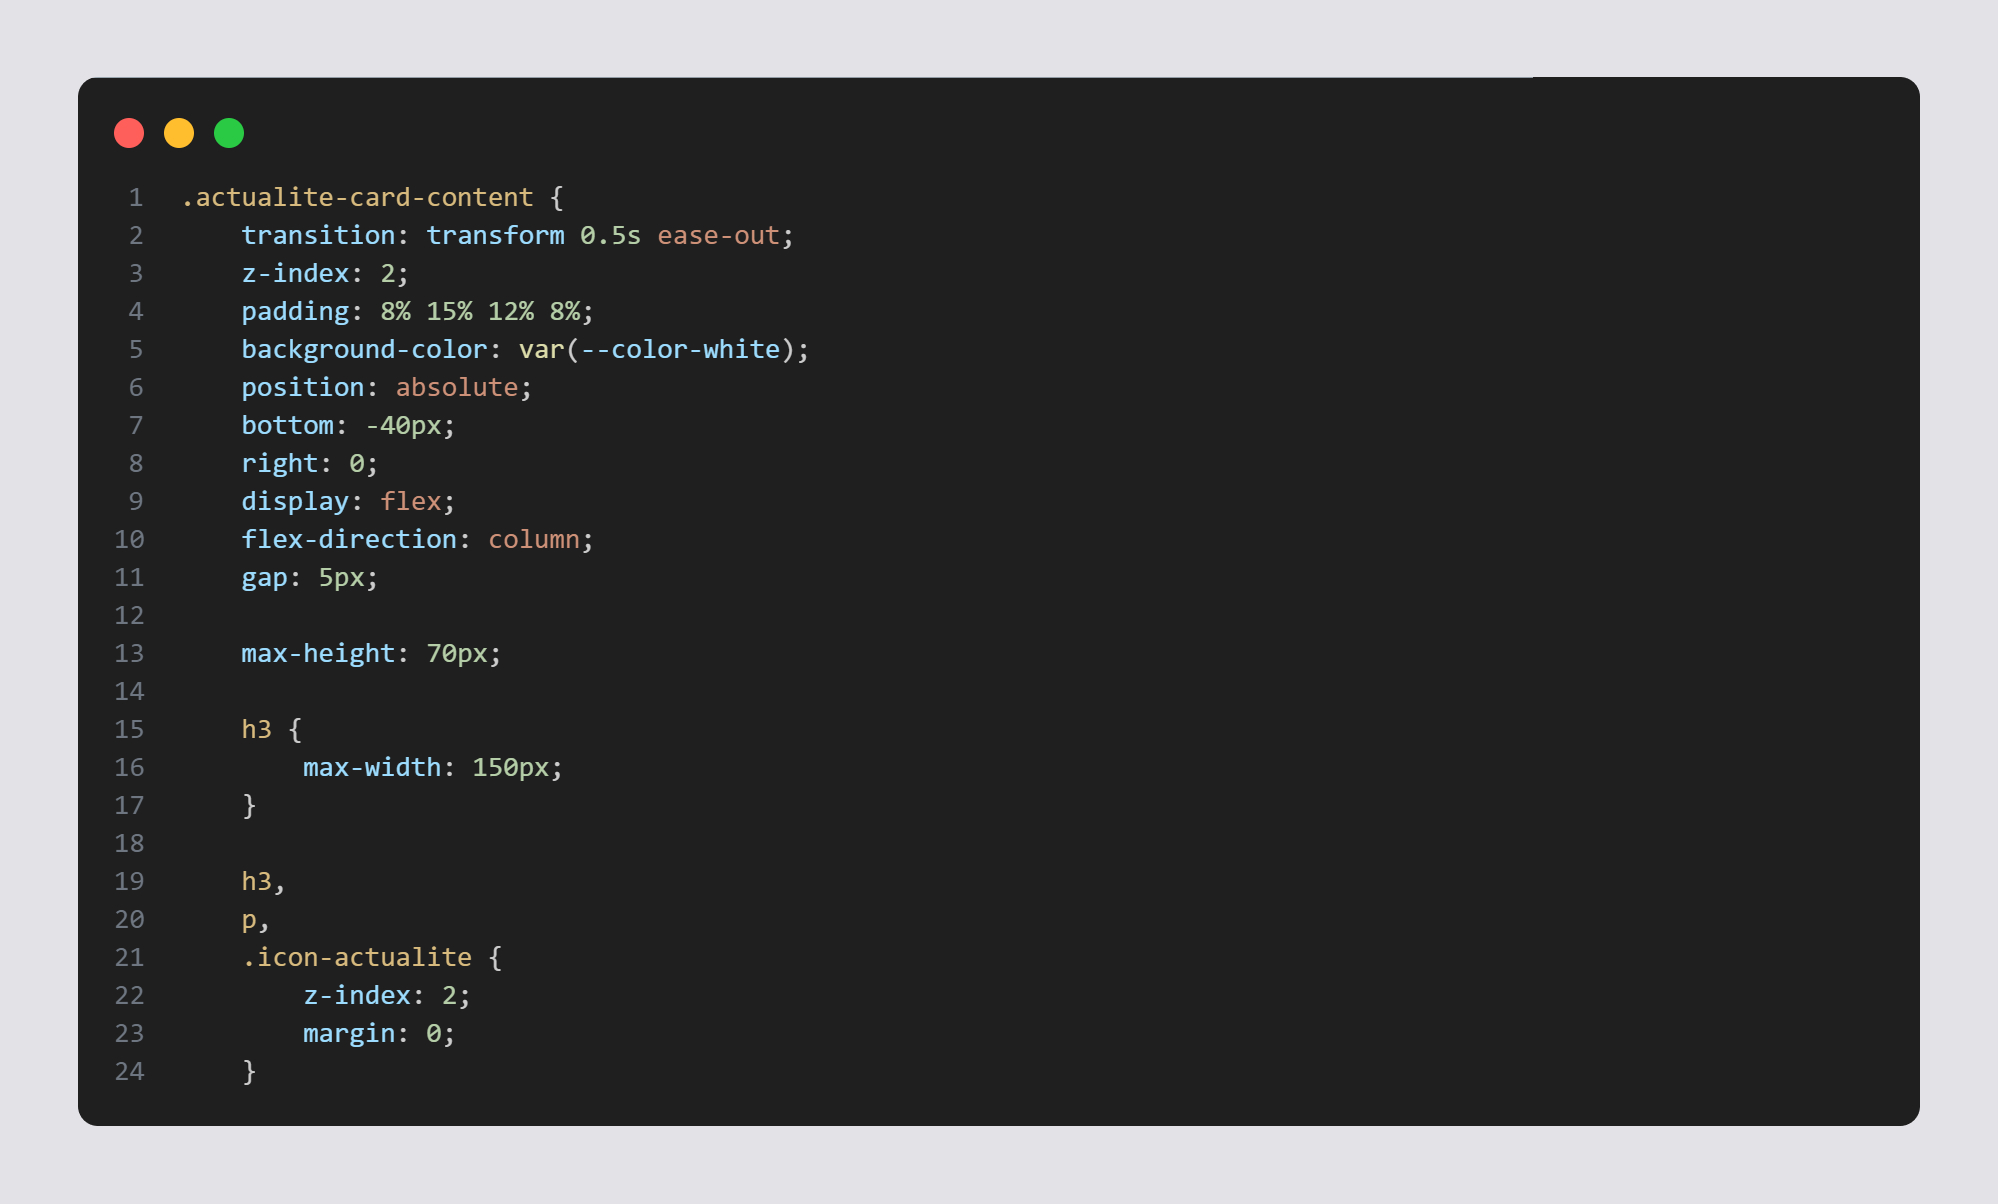 1 .actualite-card-content {
2     transition: transform 0.5s ease-out;
3     z-index: 2;
4     padding: 8% 15% 12% 8%;
5     background-color: var(--color-white);
6     position: absolute;
7     bottom: -40px;
8     right: 0;
9     display: flex;
10     flex-direction: column;
11     gap: 5px;
12
13     max-height: 70px;
14
15     h3 {
16         max-width: 150px;
17     }
18
19     h3,
20     p,
21     .icon-actualite {
22         z-index: 2;
23         margin: 0;
24     }